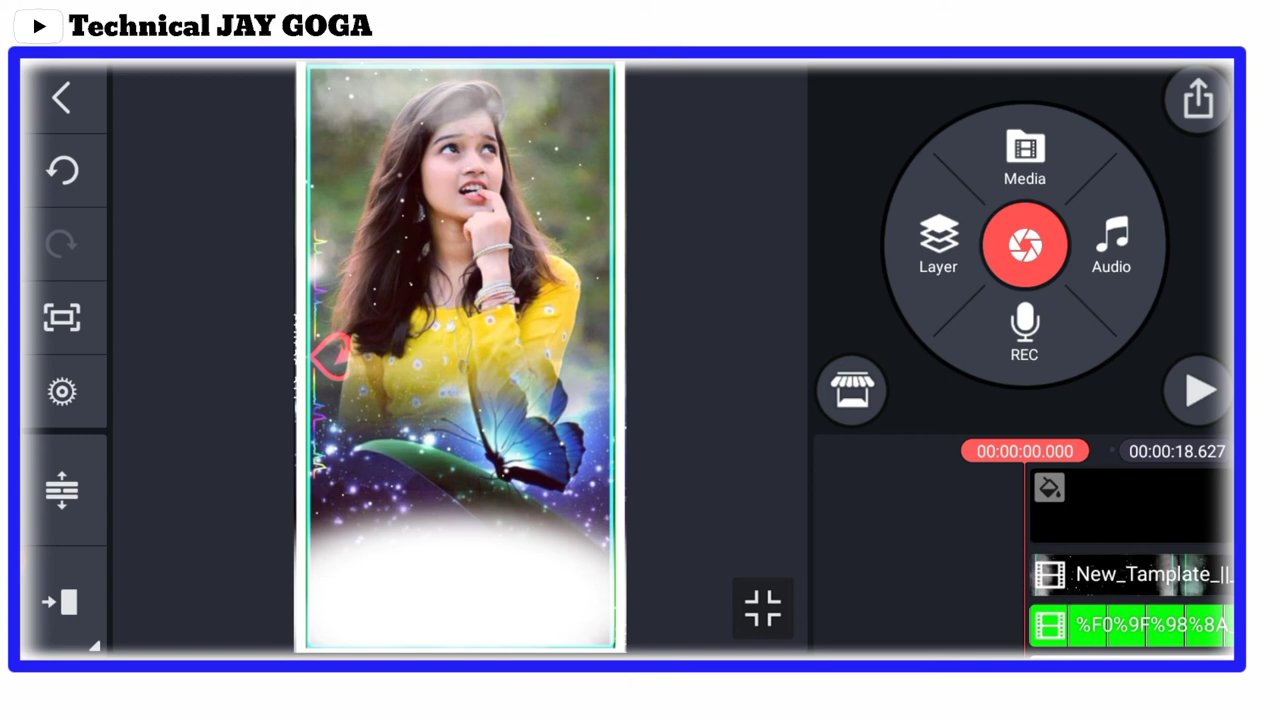 Technical JAY GOGA
Media
Layer
Audio
REC
00:00:00.000
00:00:18.627
New_Tamplate_||_
%F0%9F%98%8A_